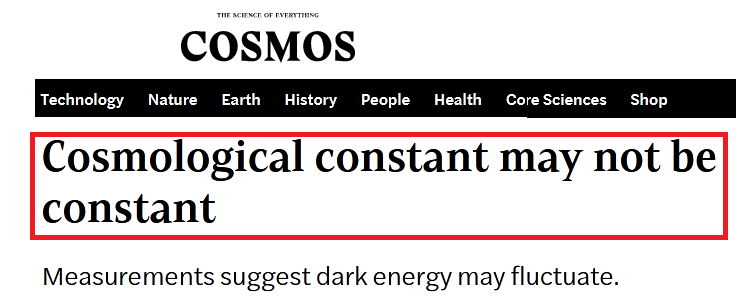 THE SCIENCE OF EVERYTHING
COSMOS
Technology Nature Earth History People Health Core Sciences Shop
Cosmological constant may not be
constant
Measurements suggest dark energy may fluctuate.